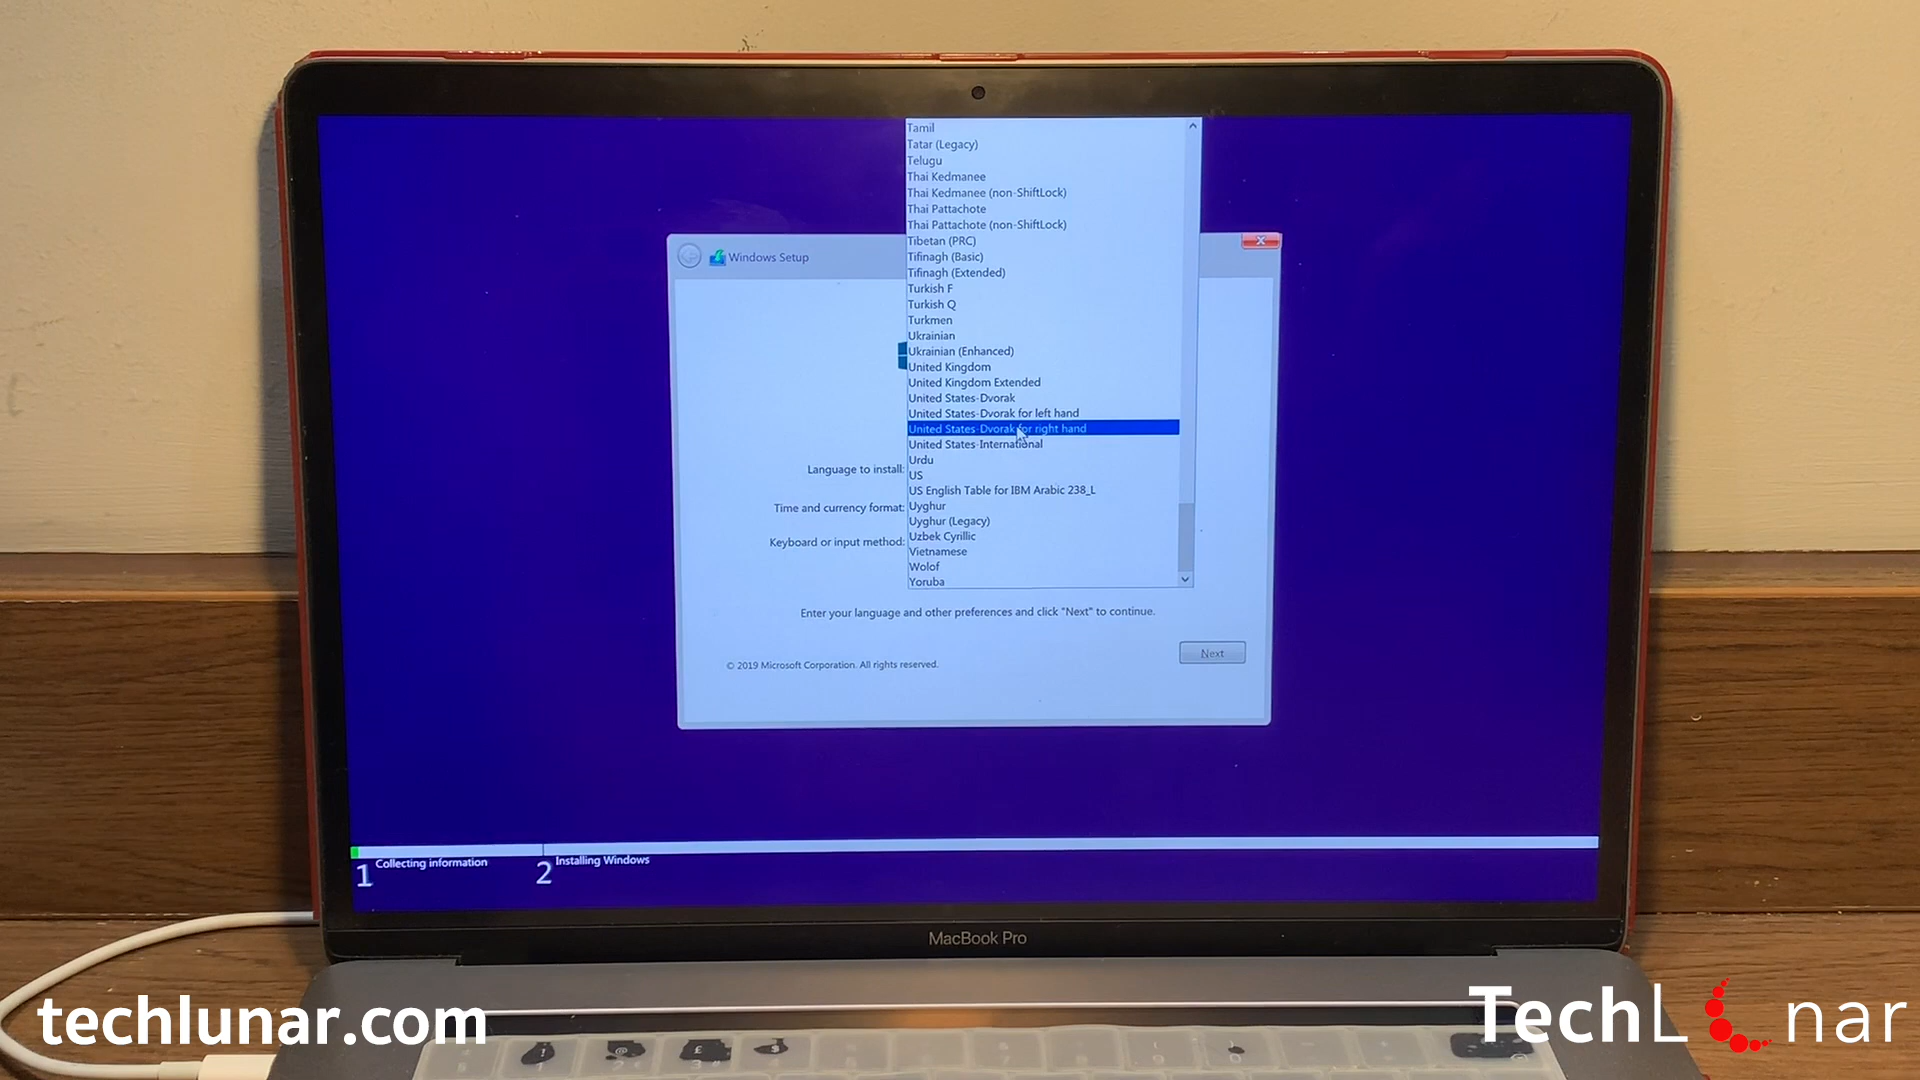 Tamil
Tatar (Legacy)
Telugu
Thai Kedmanee
Thai Kedmanee (non-ShiftLock)
Thai Pattachote
Thai Pattachote (non-ShiftLock)
Tibetan (PRC)
Tifinagh (Basic)
Tifinagh (Extended)
Turkish F
Turkish Q
Turkmen
Ukrainian
Ukrainian (Enhanced)
United Kingdom
United Kingdom Extended
United States-Dvorak
United States-Dvorak for left hand
United States-Dvorak for right hand
United States-International
Urdu
US
US English Table for IBM Arabic 238_L
Uyghur
Uyghur (Legacy)
Uzbek Cyrillic
Vietnamese
Wolof
Yoruba
Windows Setup
Language to install:
Time and currency format:
Keyboard or input method:
Enter your language and other preferences and click "Next" to continue.
Next
© 2019 Microsoft Corporation. All rights reserved.
1 Collecting information
2 Installing Windows
MacBook Pro
techlunar.com
TechLunar